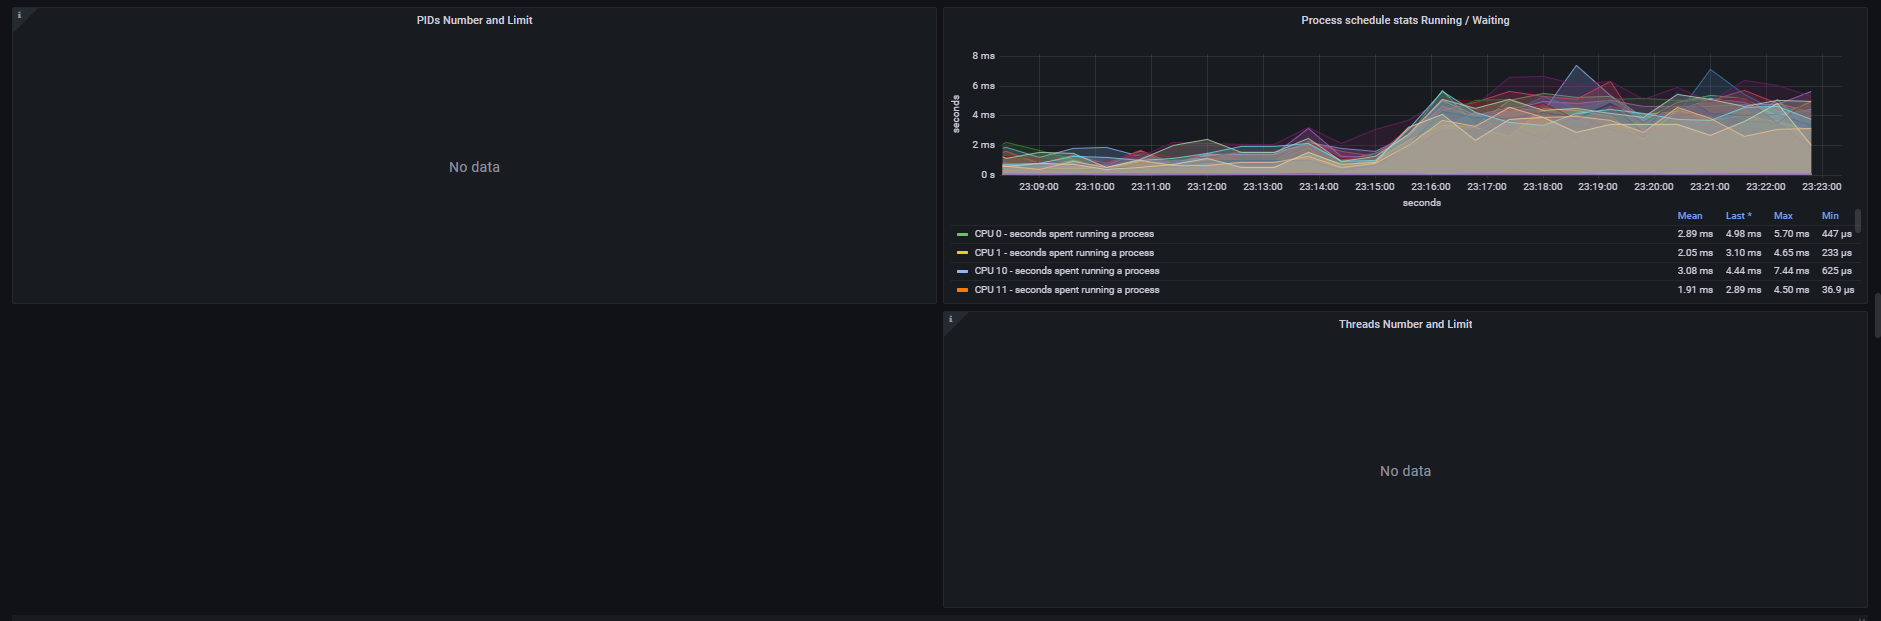 PIDs Number and Limit
No data
Process schedule stats Running / Waiting
seconds
8 ms
6 ms
4 ms
2 ms
0 s
23:09:00 23:10:00 23:11:00 23:12:00 23:13:00 23:14:00 23:15:00 23:16:00 23:17:00 23:18:00 23:19:00 23:20:00 23:21:00 23:22:00 23:23:00
seconds
Mean Last * Max Min
CPU 0 - seconds spent running a process 2.89 ms 4.98 ms 5.70 ms 447 µs
CPU 1 - seconds spent running a process 2.05 ms 3.10 ms 4.65 ms 233 µs
CPU 10 - seconds spent running a process 3.08 ms 4.44 ms 7.44 ms 625 µs
CPU 11 - seconds spent running a process 1.91 ms 2.89 ms 4.50 ms 36.9 µs
Threads Number and Limit
No data